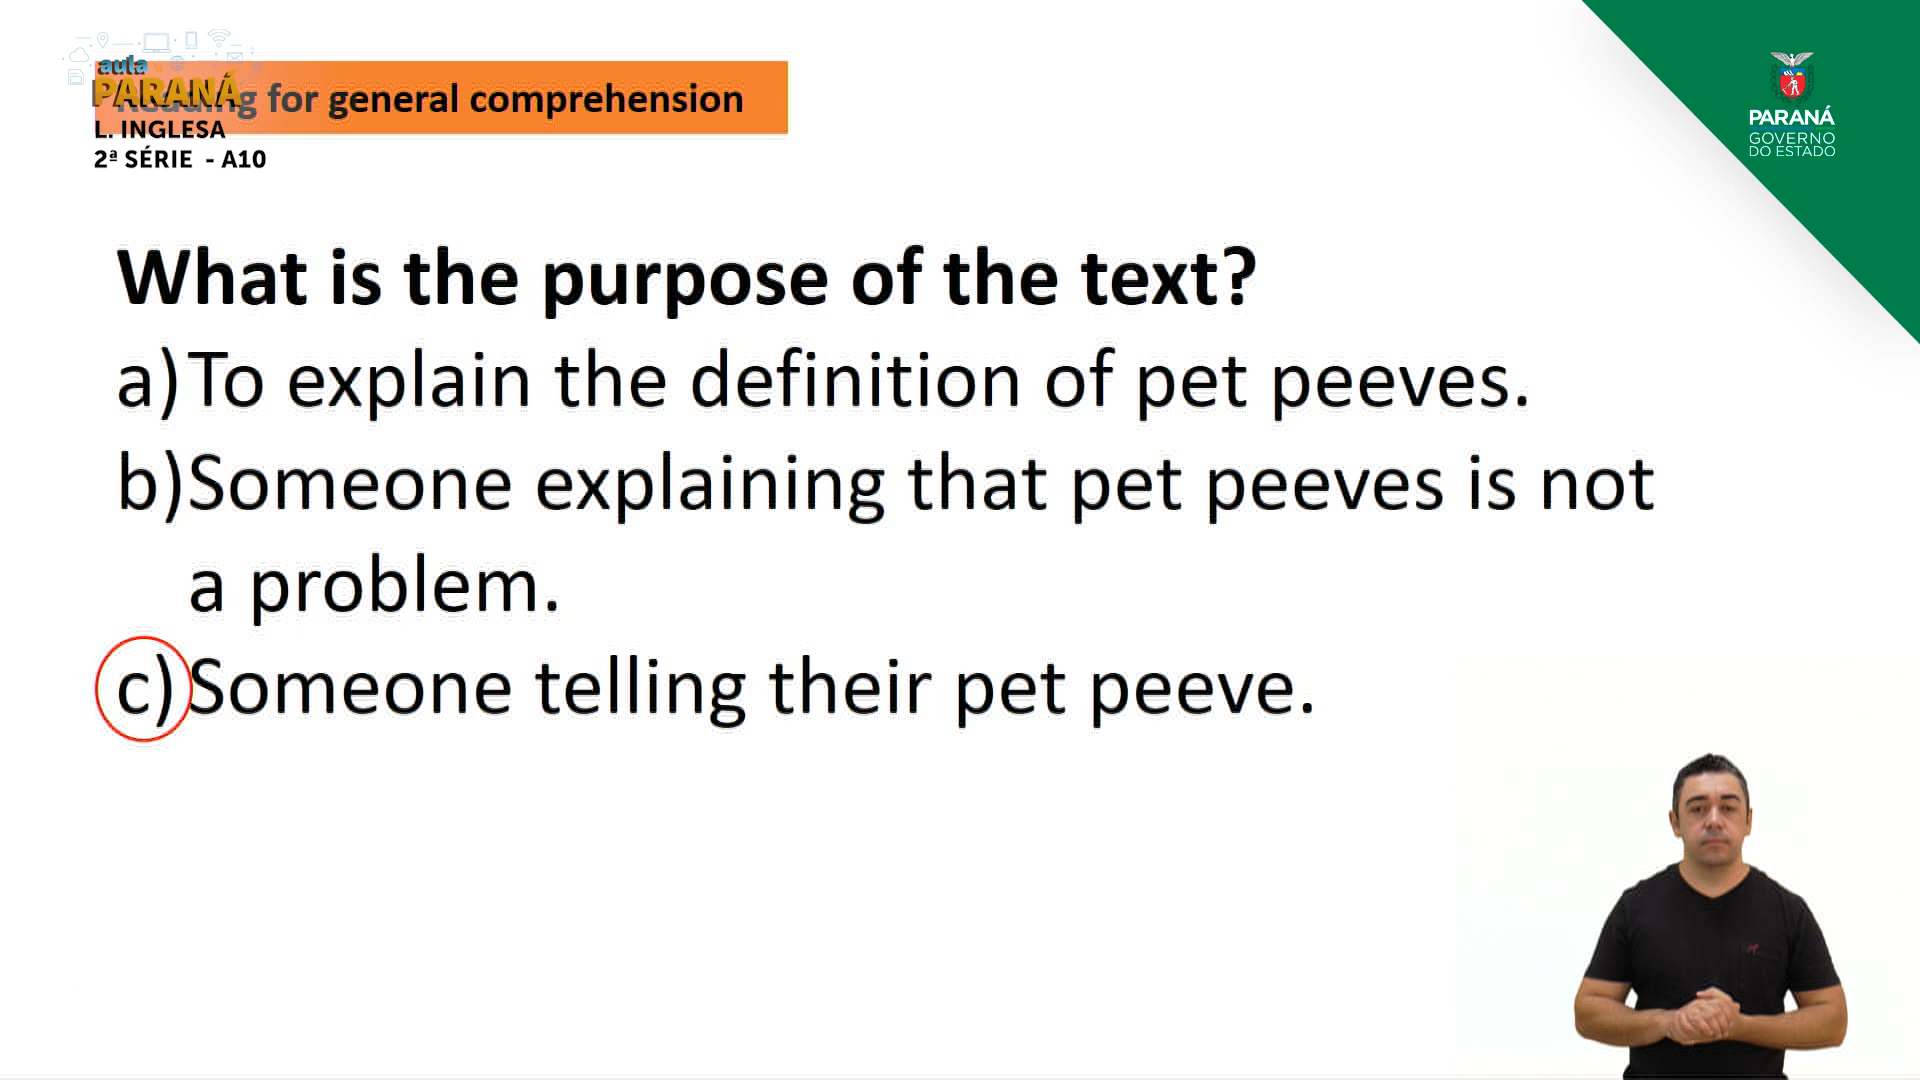 aula
PARANÁ
Reading for general comprehension
L. INGLESA
2ª SÉRIE - A10
PARANÁ
GOVERNO
DO ESTADO
What is the purpose of the text?
a) To explain the definition of pet peeves.
b) Someone explaining that pet peeves is not
a problem.
c) Someone telling their pet peeve.